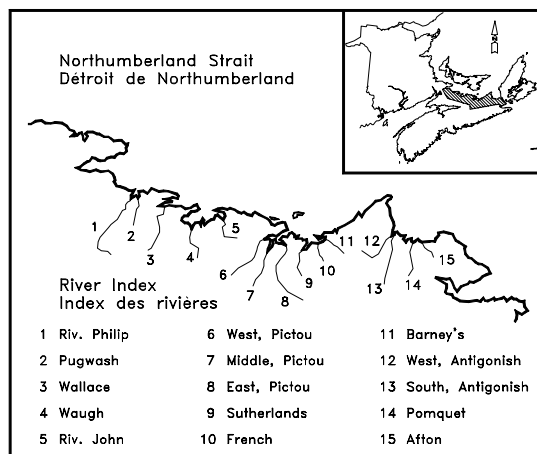 Northumberland Strait
Détroit de Northumberland
N
1
2
3
4
5
6
7
8
9
10
11
12
13
14
15
River Index
Index des rivières
1 Riv. Philip
2 Pugwash
3 Wallace
4 Waugh
5 Riv. John
6 West, Pictou
7 Middle, Pictou
8 East, Pictou
9 Sutherlands
10 French
11 Barney's
12 West, Antigonish
13 South, Antigonish
14 Pomquet
15 Afton